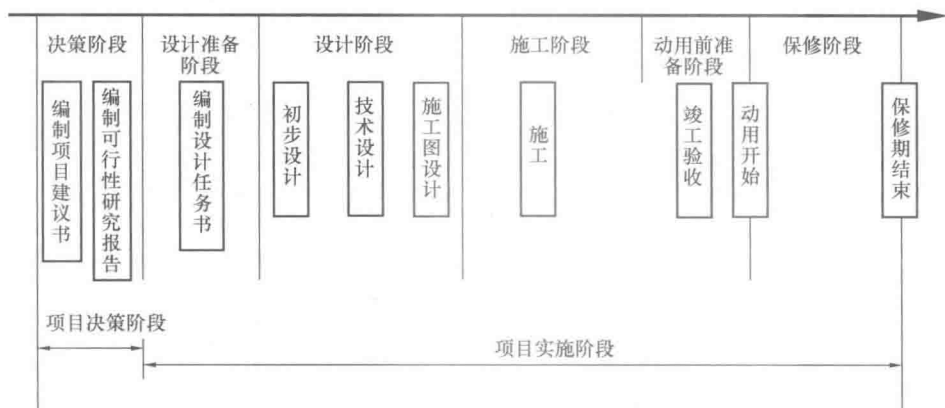 决策阶段
设计准备
阶段
设计阶段
施工阶段
动用前准
备阶段
保修阶段
编制项目建议书
编制可行性研究报告
编制设计任务书
初步设计
技术设计
施工图设计
施工
竣工验收
动用开始
保修期结束
项目决策阶段
项目实施阶段